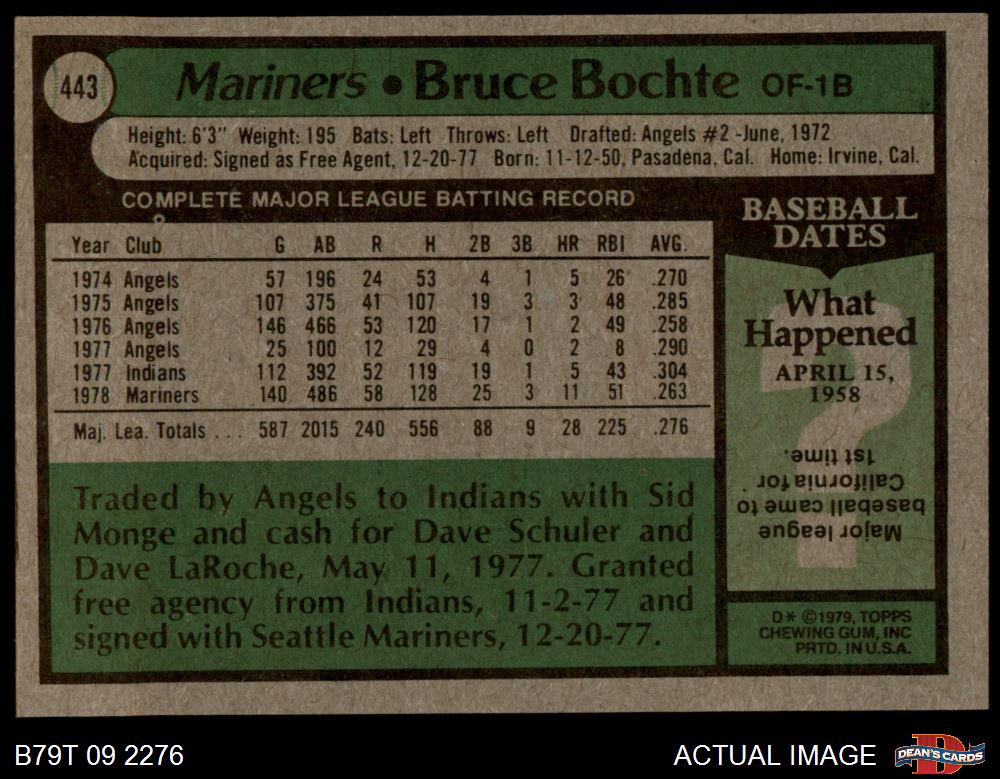 443
Mariners • Bruce Bochte OF-1B
Height: 6'3" Weight: 195 Bats: Left Throws: Left Drafted: Angels #2 -June, 1972
Acquired: Signed as Free Agent, 12-20-77 Born: 11-12-50, Pasadena, Cal. Home: Irvine, Cal.
COMPLETE MAJOR LEAGUE BATTING RECORD
Year Club G AB R H 2B 3B HR RBI AVG.
1974 Angels 57 196 24 53 4 1 5 26 .270
1975 Angels 107 375 41 107 19 3 3 48 .285
1976 Angels 146 466 53 120 17 1 2 49 .258
1977 Angels 25 100 12 29 4 0 2 8 .290
1977 Indians 112 392 52 119 19 1 5 43 .304
1978 Mariners 140 486 58 128 25 3 11 51 .263
Maj. Lea. Totals ... 587 2015 240 556 88 9 28 225 .276
Traded by Angels to Indians with Sid
Monge and cash for Dave Schuler and
Dave LaRoche, May 11, 1977. Granted
free agency from Indians, 11-2-77 and
signed with Seattle Mariners, 12-20-77.
BASEBALL
DATES
What
Happened
APRIL 15,
1958
?
Major league
baseball came to
California for
1st time.
D* ©1979, TOPPS
CHEWING GUM, INC
PRTD. IN U.S.A.
B79T 09 2276
ACTUAL IMAGE
D
DEAN'S CARDS